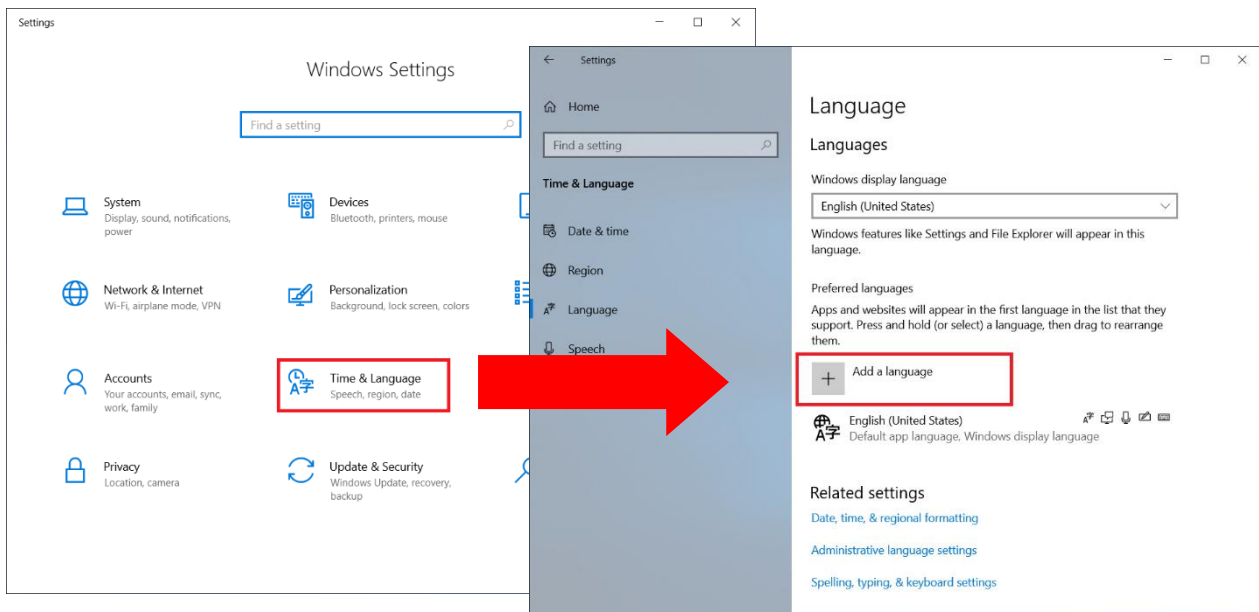 Settings
Windows Settings
Find a setting
System
Display, sound, notifications,
power
Devices
Bluetooth, printers, mouse
Network & Internet
Wi-Fi, airplane mode, VPN
Personalization
Background, lock screen, colors
Accounts
Your accounts, email, sync,
work, family
Time & Language
Speech, region, date
Privacy
Location, camera
Update & Security
Windows Update, recovery,
backup
Settings
Home
Find a setting
Time & Language
Date & time
Region
Language
Speech
Language
Languages
Windows display language
English (United States)
Windows features like Settings and File Explorer will appear in this
language.
Preferred languages
Apps and websites will appear in the first language in the list that they
support. Press and hold (or select) a language, then drag to rearrange
them.
Add a language
English (United States)
Default app language, Windows display language
Related settings
Date, time, & regional formatting
Administrative language settings
Spelling, typing, & keyboard settings